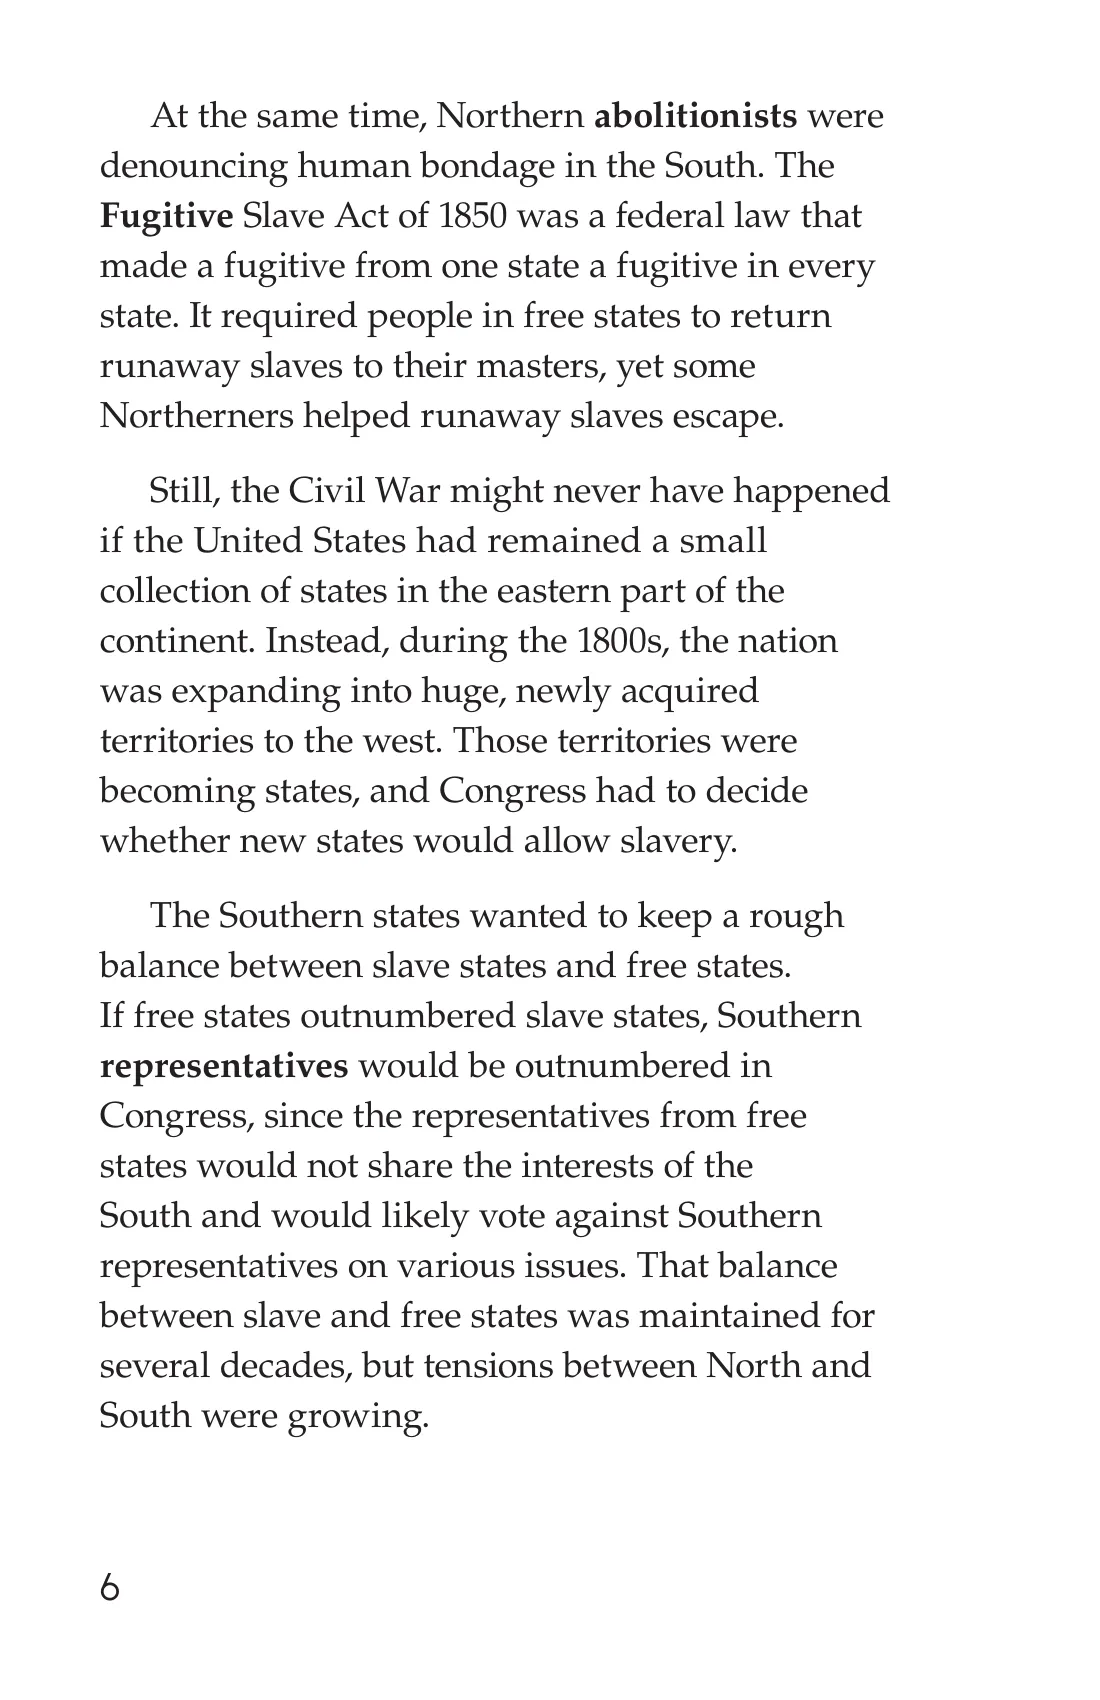 At the same time, Northern abolitionists were
denouncing human bondage in the South. The
Fugitive Slave Act of 1850 was a federal law that
made a fugitive from one state a fugitive in every
state. It required people in free states to return
runaway slaves to their masters, yet some
Northerners helped runaway slaves escape.
Still, the Civil War might never have happened
if the United States had remained a small
collection of states in the eastern part of the
continent. Instead, during the 1800s, the nation
was expanding into huge, newly acquired
territories to the west. Those territories were
becoming states, and Congress had to decide
whether new states would allow slavery.
The Southern states wanted to keep a rough
balance between slave states and free states.
If free states outnumbered slave states, Southern
representatives would be outnumbered in
Congress, since the representatives from free
states would not share the interests of the
South and would likely vote against Southern
representatives on various issues. That balance
between slave and free states was maintained for
several decades, but tensions between North and
South were growing.
6